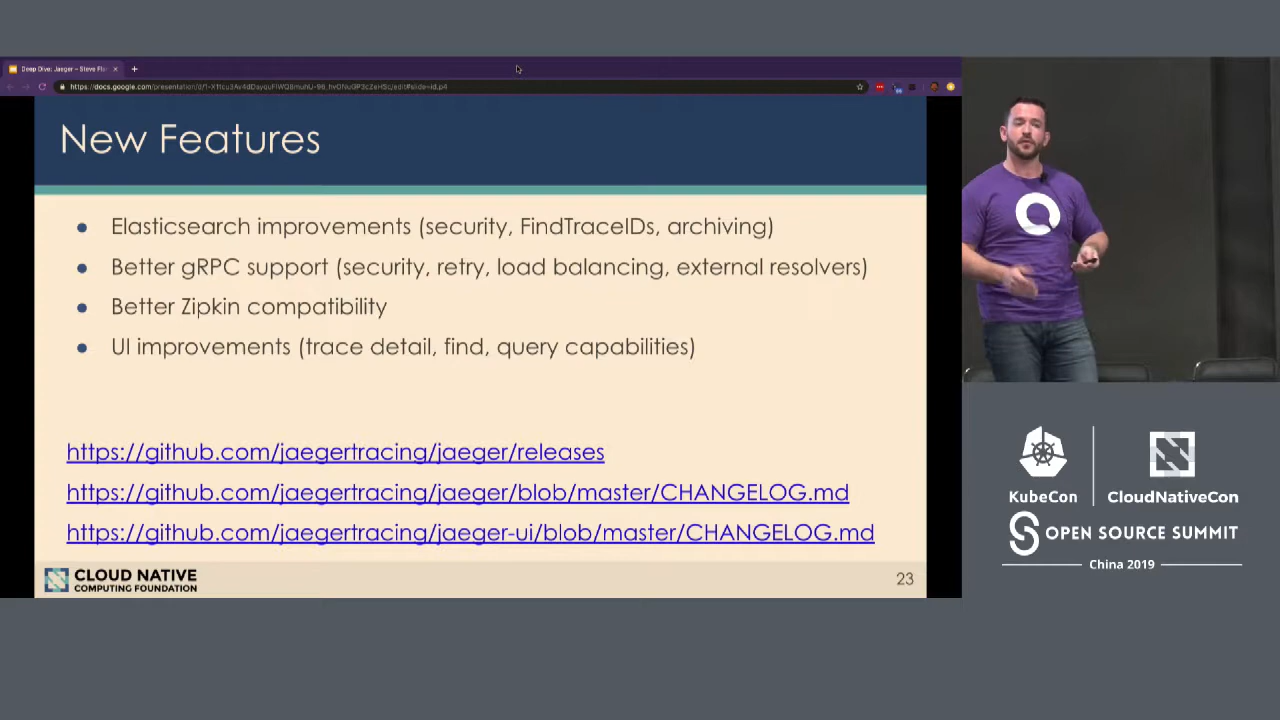 Deep Dive: Jaeger – Steve Fla
New Features
● Elasticsearch improvements (security, FindTraceIDs, archiving)
● Better gRPC support (security, retry, load balancing, external resolvers)
● Better Zipkin compatibility
● UI improvements (trace detail, find, query capabilities)
https://github.com/jaegertracing/jaeger/releases
https://github.com/jaegertracing/jaeger/blob/master/CHANGELOG.md
https://github.com/jaegertracing/jaeger-ui/blob/master/CHANGELOG.md
CLOUD NATIVE
COMPUTING FOUNDATION
23
KubeCon
CloudNativeCon
OPEN SOURCE SUMMIT
China 2019